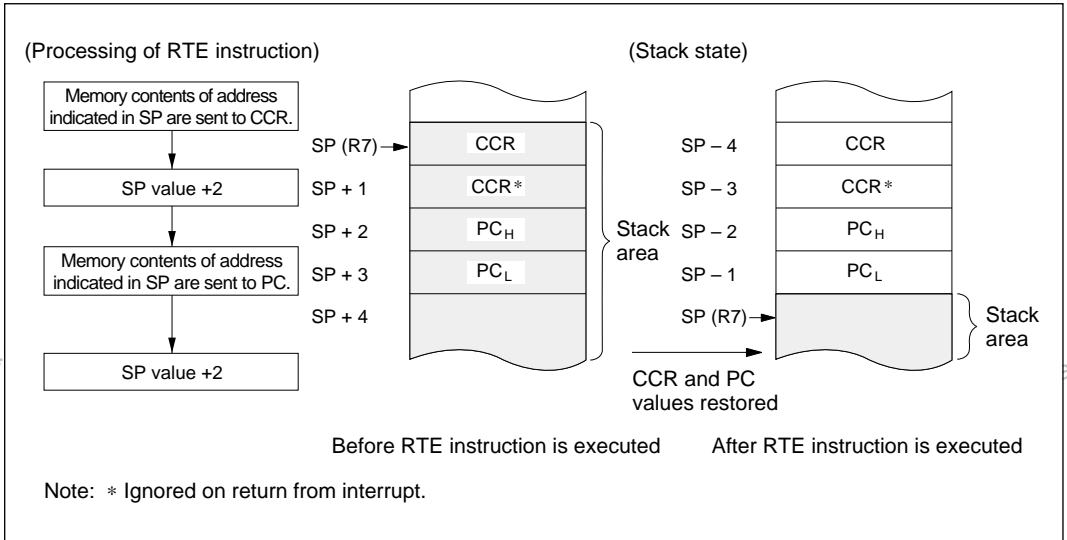 (Processing of RTE instruction)
(Stack state)
Memory contents of address
indicated in SP are sent to CCR.
SP value +2
Memory contents of address
indicated in SP are sent to PC.
SP value +2
SP (R7)
SP + 1
SP + 2
SP + 3
SP + 4
CCR
CCR*
PCH
PCL
Stack
area
SP – 4
SP – 3
SP – 2
SP – 1
SP (R7)
CCR
CCR*
PCH
PCL
Stack
area
CCR and PC
values restored
Before RTE instruction is executed
After RTE instruction is executed
Note: * Ignored on return from interrupt.